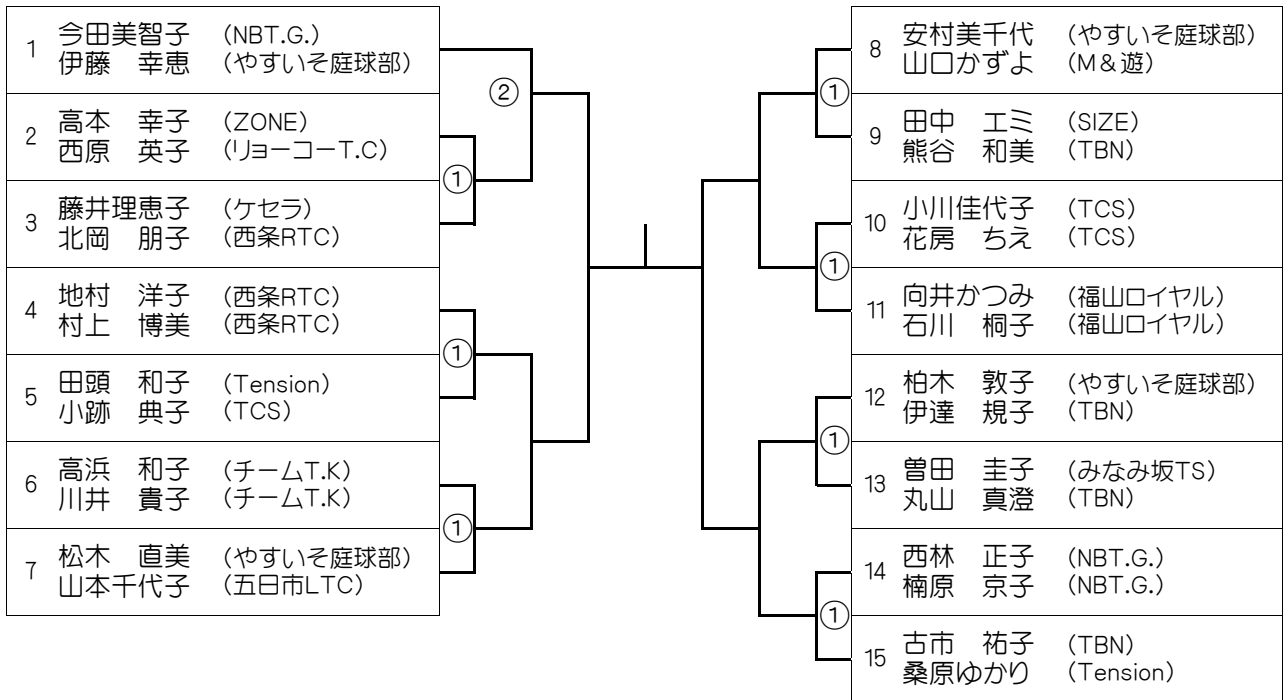 1 今田美智子 (NBT.G.)
伊藤　幸恵 (やすいそ庭球部)
2 高本　幸子 (ZONE)
西原　英子 (リョーコーT.C)
3 藤井理恵子 (ケセラ)
北岡　朋子 (西条RTC)
4 地村　洋子 (西条RTC)
村上　博美 (西条RTC)
5 田頭　和子 (Tension)
小跡　典子 (TCS)
6 高浜　和子 (チームT.K)
川井　貴子 (チームT.K)
7 松木　直美 (やすいそ庭球部)
山本千代子 (五日市LTC)
②
①
①
①
8 安村美千代 (やすいそ庭球部)
山口かずよ (M&遊)
9 田中　エミ (SIZE)
熊谷　和美 (TBN)
10 小川佳代子 (TCS)
花房　ちえ (TCS)
11 向井かつみ (福山ロイヤル)
石川　桐子 (福山ロイヤル)
12 柏木　敦子 (やすいそ庭球部)
伊達　規子 (TBN)
13 曽田　圭子 (みなみ坂TS)
丸山　真澄 (TBN)
14 西林　正子 (NBT.G.)
楠原　京子 (NBT.G.)
15 古市　祐子 (TBN)
桑原ゆかり (Tension)
①
①
①
①